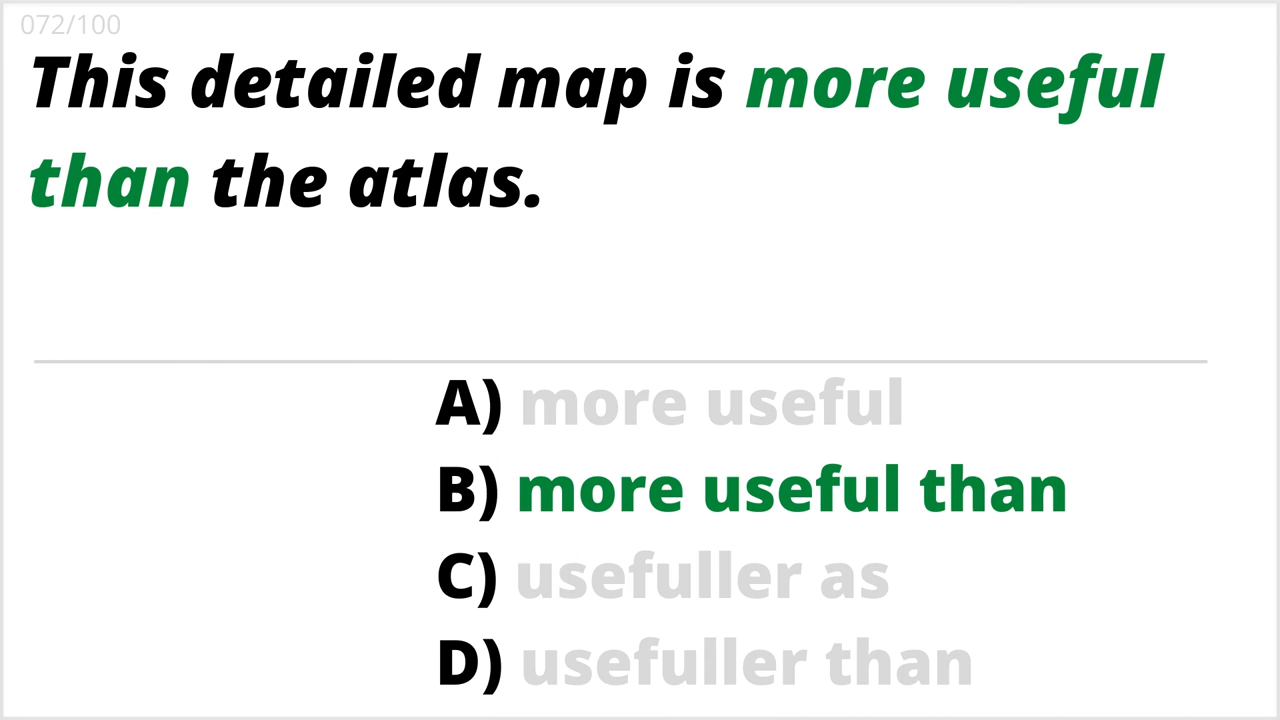 072/100
This detailed map is more useful
than the atlas.
A) more useful
B) more useful than
C) usefuller as
D) usefuller than